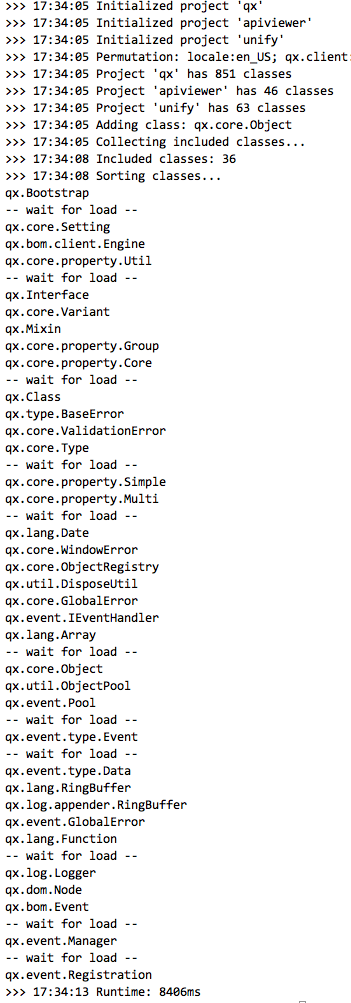 >>> 17:34:05 Initialized project 'qx'
>>> 17:34:05 Initialized project 'apiviewer'
>>> 17:34:05 Initialized project 'unify'
>>> 17:34:05 Permutation: locale:en_US; qx.client:
>>> 17:34:05 Project 'qx' has 851 classes
>>> 17:34:05 Project 'apiviewer' has 46 classes
>>> 17:34:05 Project 'unify' has 63 classes
>>> 17:34:05 Adding class: qx.core.Object
>>> 17:34:05 Collecting included classes...
>>> 17:34:08 Included classes: 36
>>> 17:34:08 Sorting classes...
qx.Bootstrap
-- wait for load --
qx.core.Setting
qx.bom.client.Engine
qx.core.property.Util
-- wait for load --
qx.Interface
qx.core.Variant
qx.Mixin
qx.core.property.Group
qx.core.property.Core
-- wait for load --
qx.Class
qx.type.BaseError
qx.core.ValidationError
qx.core.Type
-- wait for load --
qx.core.property.Simple
qx.core.property.Multi
-- wait for load --
qx.lang.Date
qx.core.WindowError
qx.core.ObjectRegistry
qx.util.DisposeUtil
qx.core.GlobalError
qx.event.IEventHandler
qx.lang.Array
-- wait for load --
qx.core.Object
qx.util.ObjectPool
qx.event.Pool
-- wait for load --
qx.event.type.Event
-- wait for load --
qx.event.type.Data
qx.lang.RingBuffer
qx.log.appender.RingBuffer
qx.event.GlobalError
qx.lang.Function
-- wait for load --
qx.log.Logger
qx.dom.Node
qx.bom.Event
-- wait for load --
qx.event.Manager
-- wait for load --
qx.event.Registration
>>> 17:34:13 Runtime: 8406ms